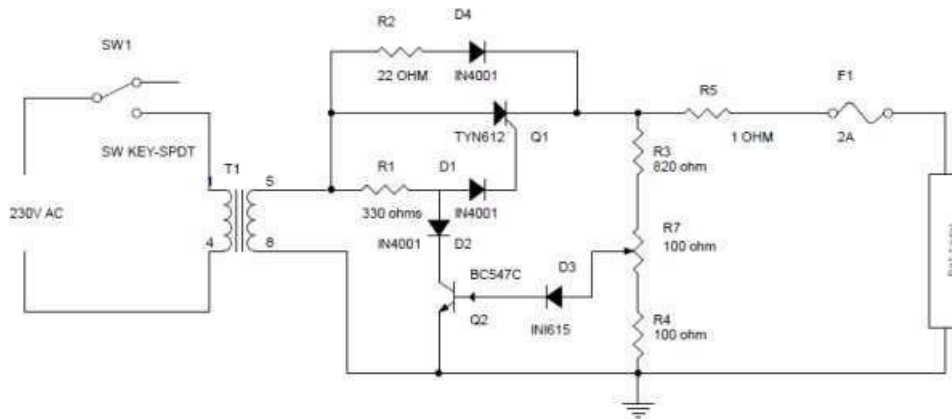 R2
D4
SW1
22 OHM
IN4001
R5
F1
TYN612
Q1
1 OHM
2A
SW KEY-SPDT
R3
820 ohm
T1
R1
D1
1
5
330 ohms
IN4001
R7
100 ohm
230V AC
IN4001
D2
4
8
BC547C
D3
Q2
INI615
R4
100 ohm